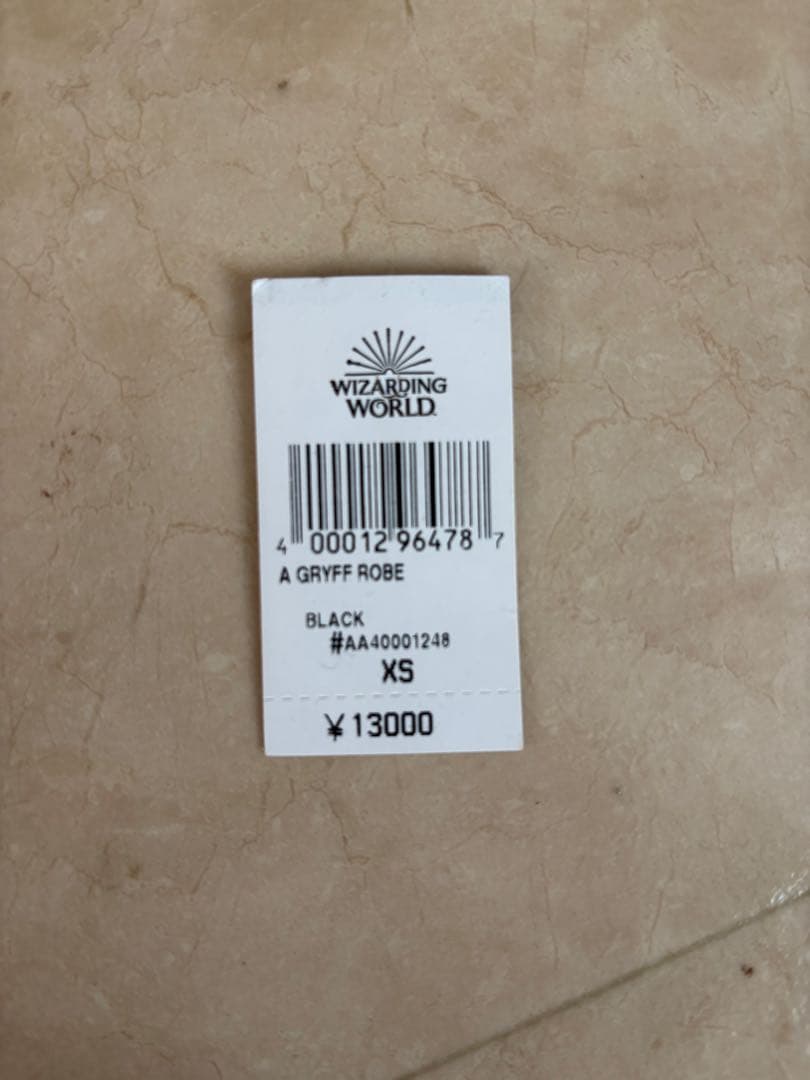 WIZARDING
WORLD
4 00012 96478 7
A GRYFF ROBE
BLACK
#AA40001248
XS
¥13000